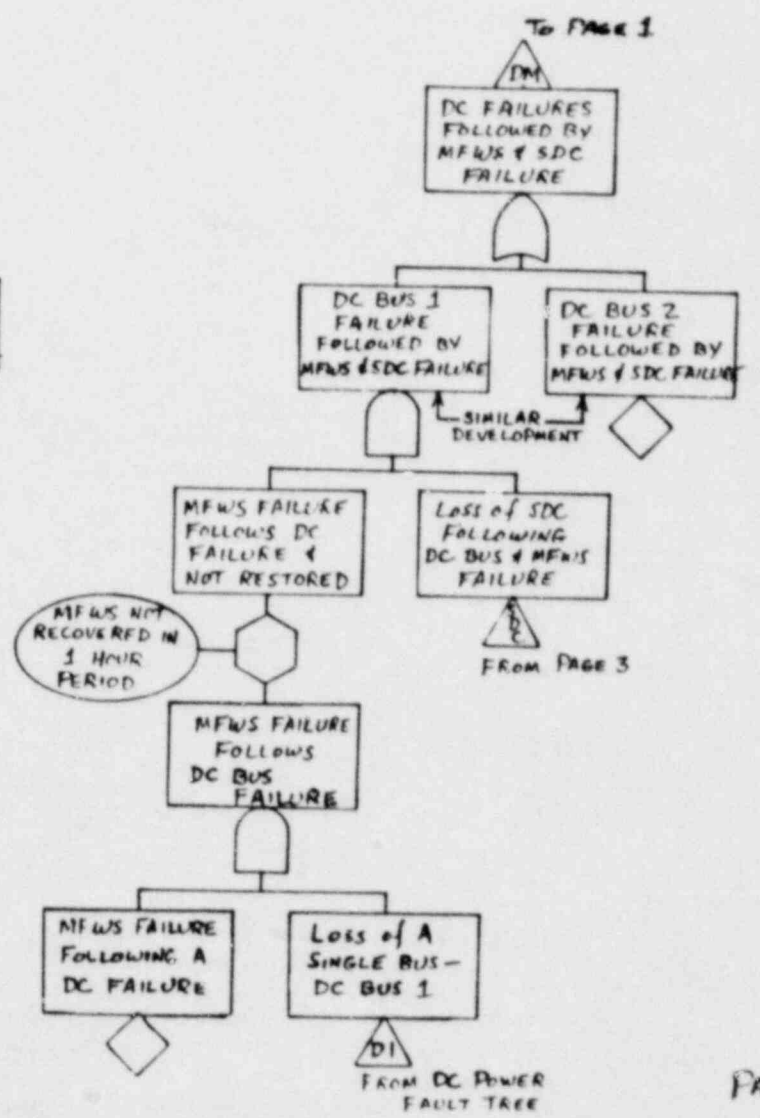 TO PAGE 1
DM
DC FAILURES
FOLLOWED BY
MFWS & SDC
FAILURE
DC BUS 1
FAILURE
FOLLOWED BY
MFWS & SDC FAILURE
DC BUS 2
FAILURE
FOLLOWED BY
MFWS & SDC FAILURE
SIMILAR
DEVELOPMENT
MFWS FAILURE
FOLLOWS DC
FAILURE &
NOT RESTORED
LOSS of SDC
FOLLOWING
DC BUS & MFWS
FAILURE
SDC
FROM PAGE 3
MFWS NOT
RECOVERED IN
1 HOUR
PERIOD
MFWS FAILURE
FOLLOWS
DC BUS
FAILURE
MFWS FAILURE
FOLLOWING A
DC FAILURE
LOSS of A
SINGLE BUS —
DC BUS 1
D1
FROM DC POWER
FAULT TREE
PA